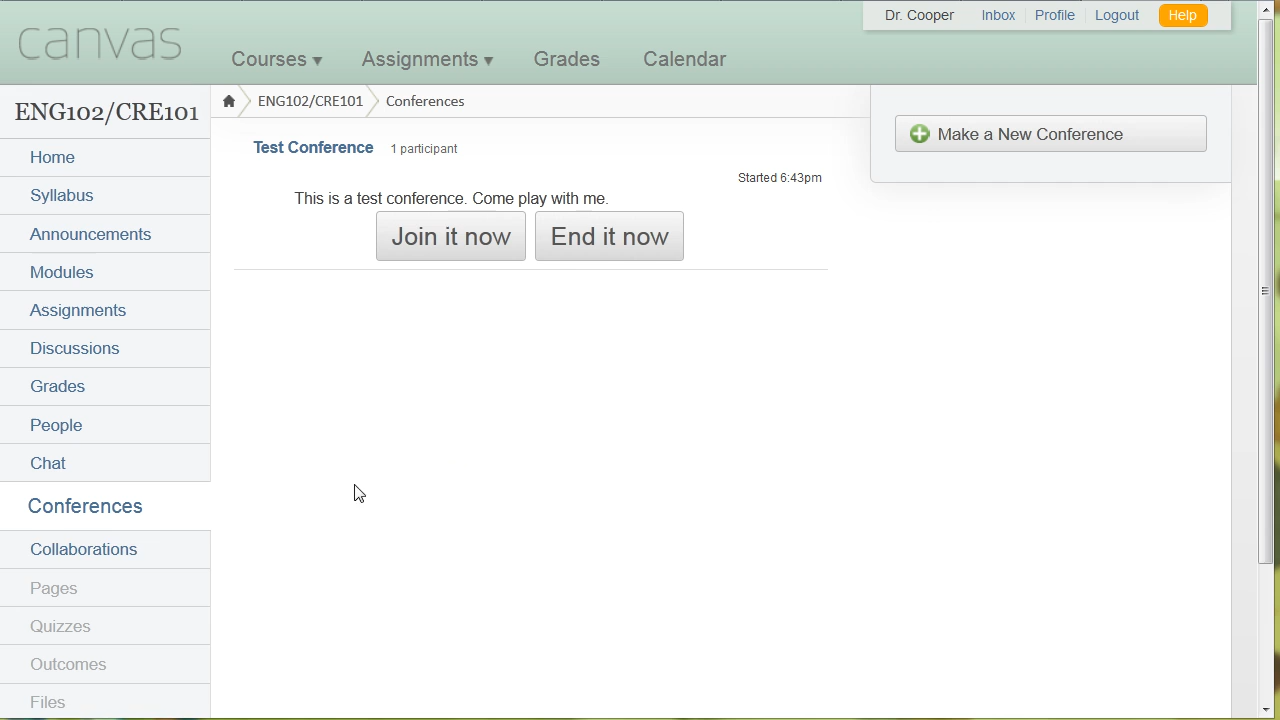 Dr. Cooper Inbox Profile Logout Help
canvas
Courses ▼ Assignments ▼ Grades Calendar
ENG102/CRE101
ENG102/CRE101 Conferences
Make a New Conference
Test Conference 1 participant
Started 6:43pm
This is a test conference. Come play with me.
Join it now End it now
Home
Syllabus
Announcements
Modules
Assignments
Discussions
Grades
People
Chat
Conferences
Collaborations
Pages
Quizzes
Outcomes
Files